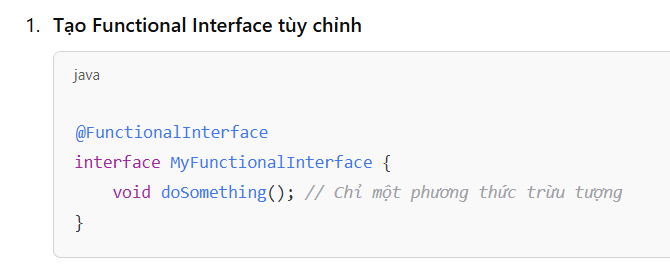 1. Tạo Functional Interface tùy chỉnh
java
@FunctionalInterface
interface MyFunctionalInterface {
    void doSomething(); // Chỉ một phương thức trừu tượng
}